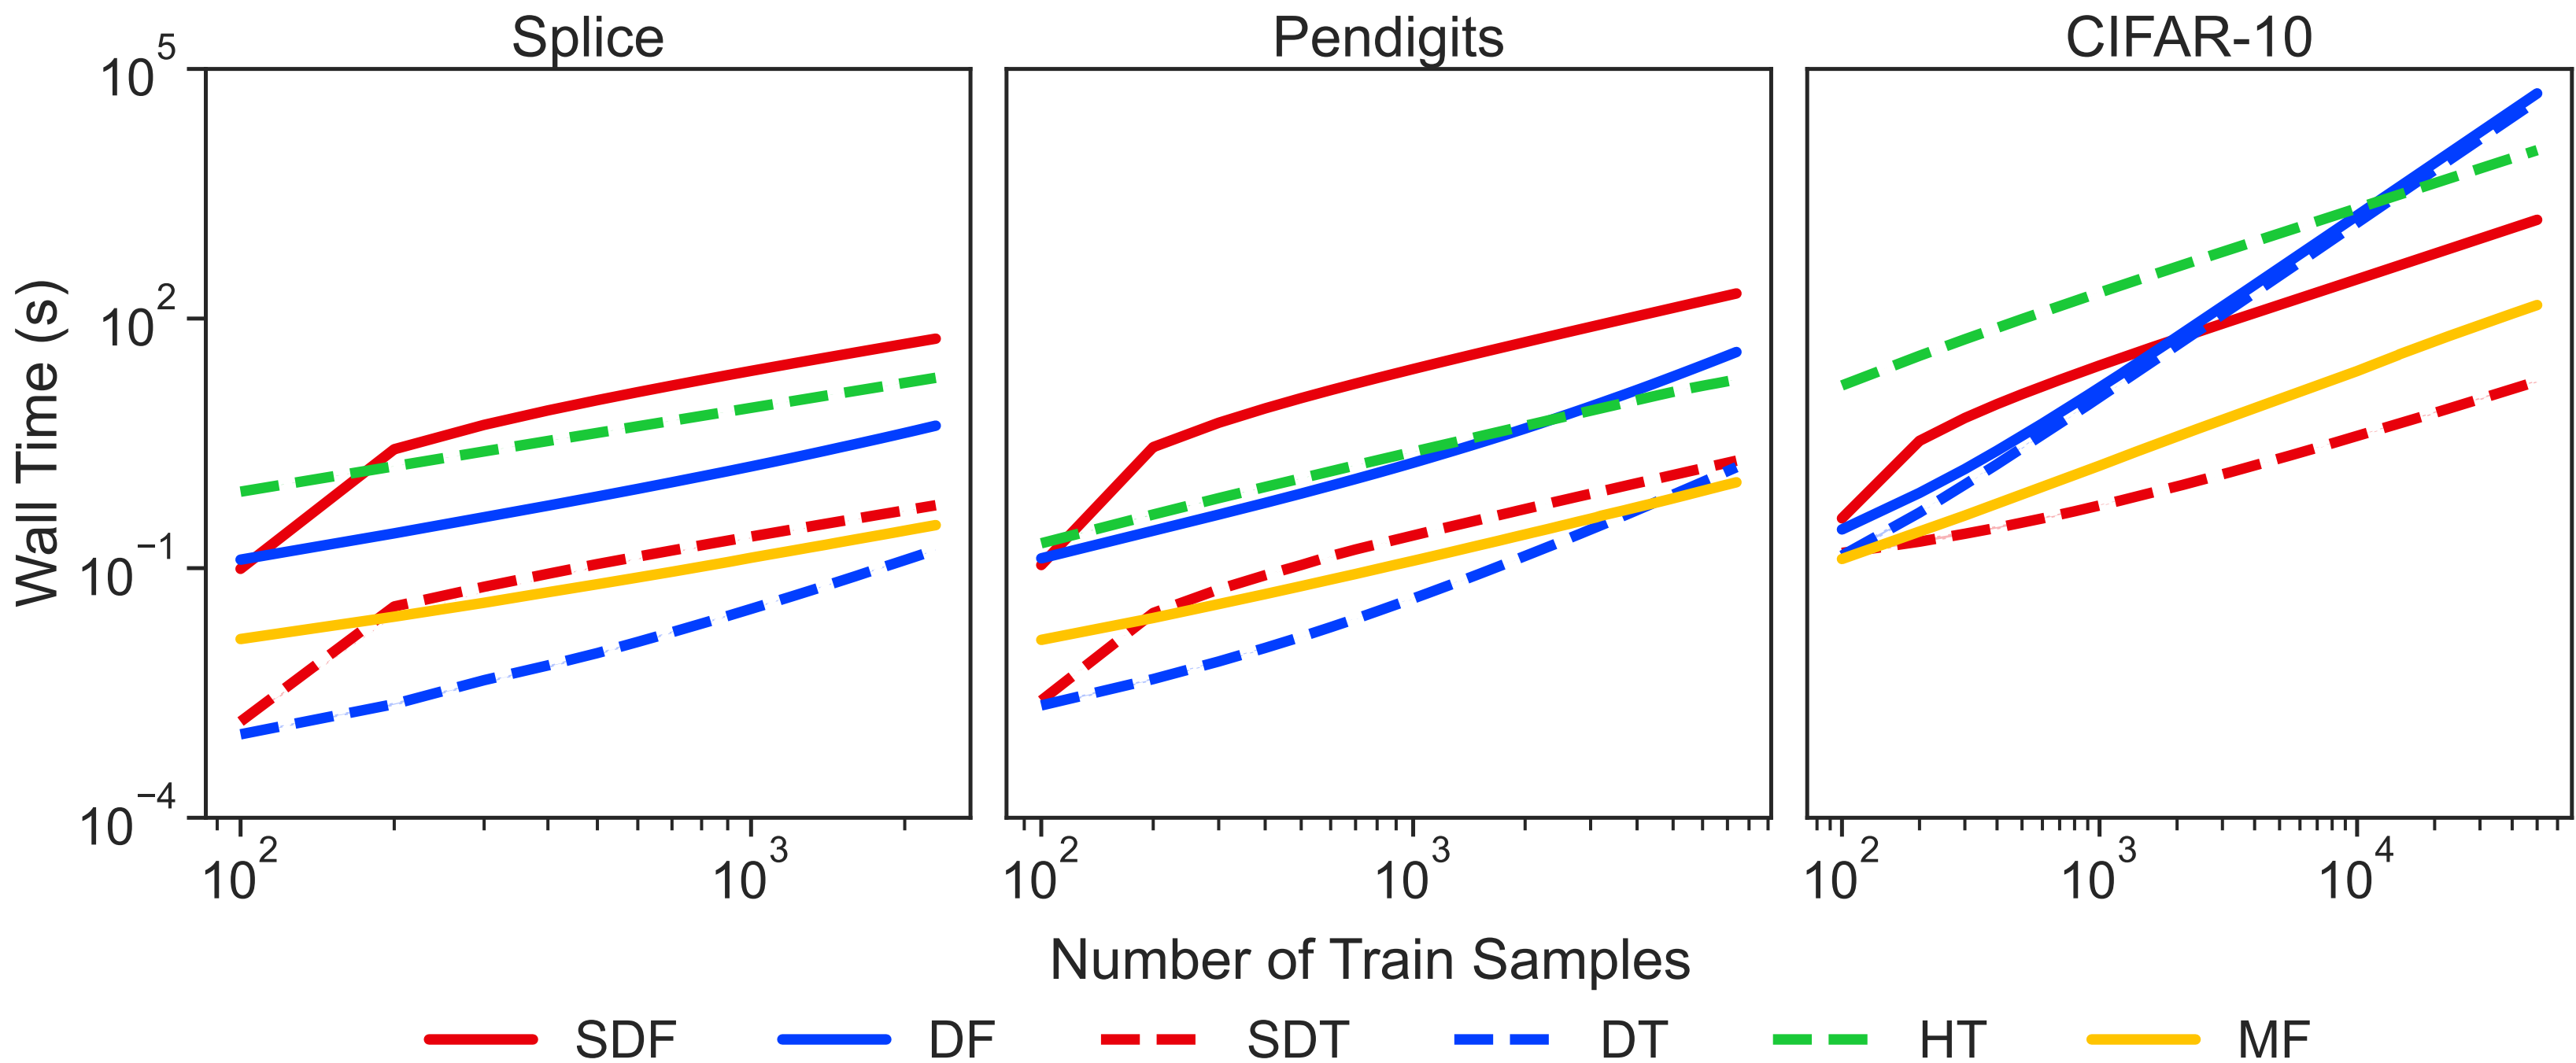 Splice Pendigits CIFAR-10
10^5
10^2
10^−1
10^−4
Wall Time (s)
10^2 10^3 10^2 10^3 10^2 10^3 10^4
Number of Train Samples
SDF DF SDT DT HT MF